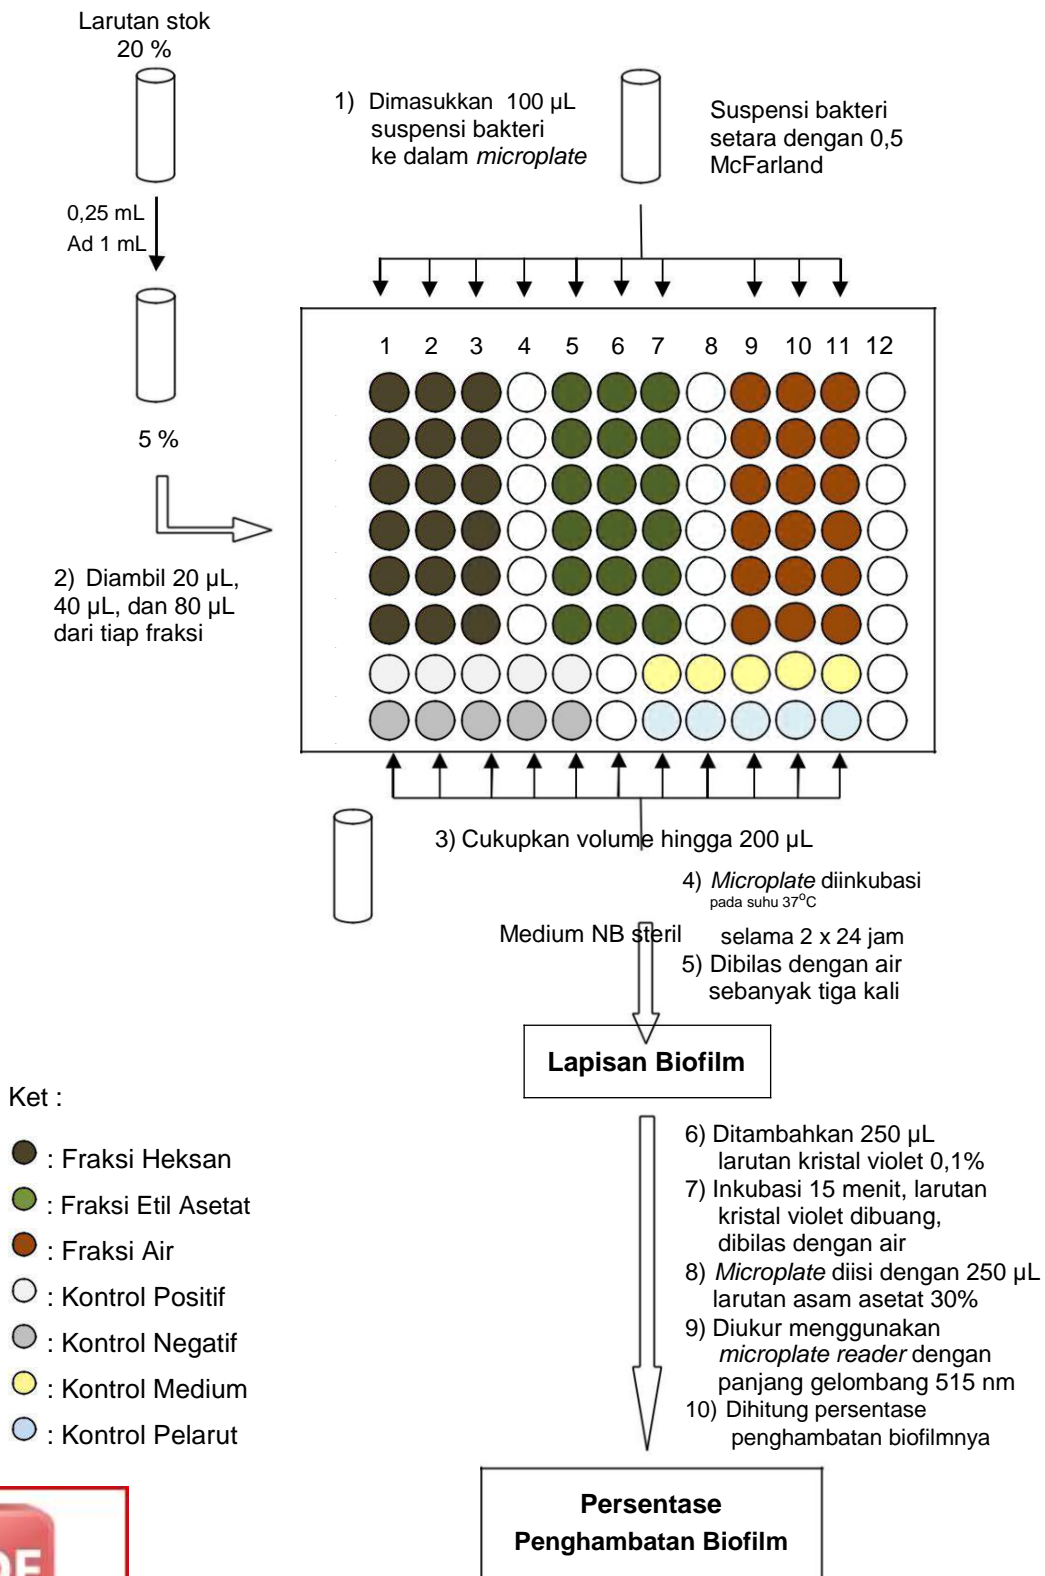 Larutan stok
20 %
1) Dimasukkan 100 µL
suspensi bakteri
ke dalam microplate
Suspensi bakteri
setara dengan 0,5
McFarland
0,25 mL
Ad 1 mL
5 %
2) Diambil 20 µL,
40 µL, dan 80 µL
dari tiap fraksi
1 2 3 4 5 6 7 8 9 10 11 12
3) Cukupkan volume hingga 200 µL
Medium NB steril
4) Microplate diinkubasi
pada suhu 37°C
selama 2 x 24 jam
5) Dibilas dengan air
sebanyak tiga kali
Lapisan Biofilm
6) Ditambahkan 250 µL
larutan kristal violet 0,1%
7) Inkubasi 15 menit, larutan
kristal violet dibuang,
dibilas dengan air
8) Microplate diisi dengan 250 µL
larutan asam asetat 30%
9) Diukur menggunakan
microplate reader dengan
panjang gelombang 515 nm
10) Dihitung persentase
penghambatan biofilmnya
Persentase
Penghambatan Biofilm
Ket :
: Fraksi Heksan
: Fraksi Etil Asetat
: Fraksi Air
: Kontrol Positif
: Kontrol Negatif
: Kontrol Medium
: Kontrol Pelarut